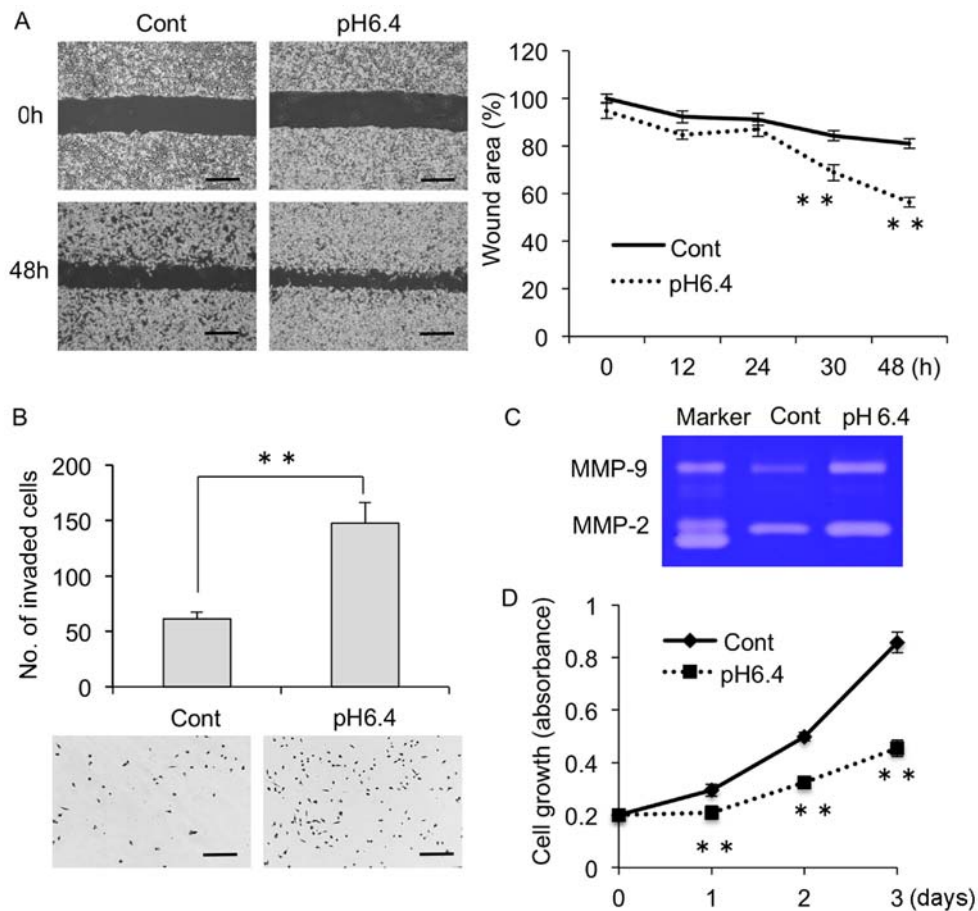 A
Cont
pH6.4
0h
48h
Wound area (%)
120
100
80
60
40
20
0
Cont
pH6.4
* *
* *
0 12 24 30 48 (h)
B
No. of invaded cells
200
150
100
50
0
* *
Cont pH6.4
C
Marker Cont pH 6.4
MMP-9
MMP-2
D
Cell growth (absorbance)
1
0.8
0.6
0.4
0.2
0
Cont
pH6.4
* *
* *
* *
0 1 2 3 (days)